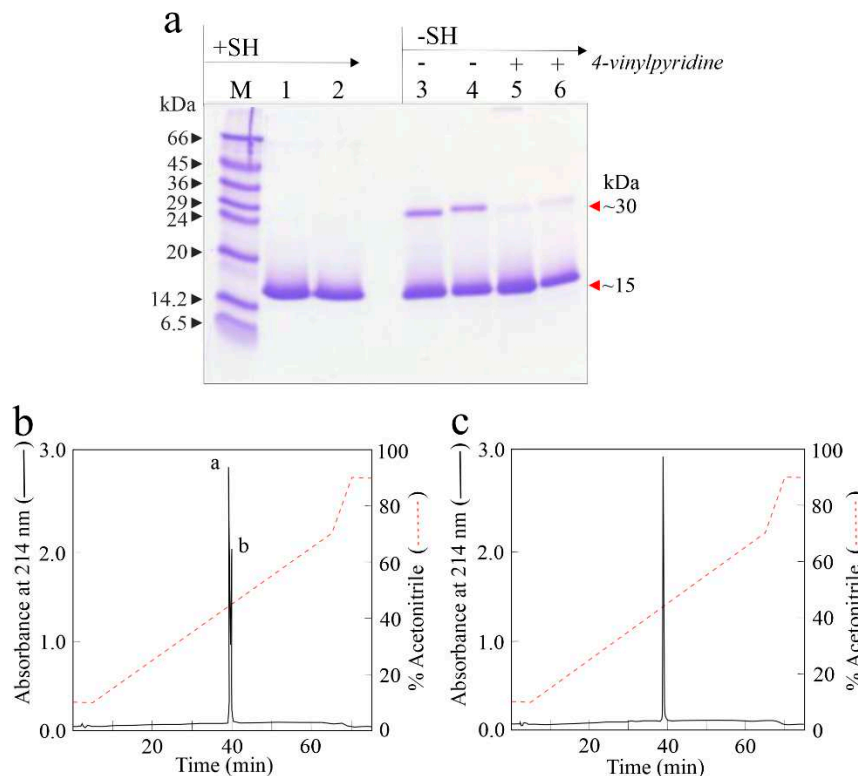 a
+SH
-SH
- - + + 4-vinylpyridine
kDa M 1 2 3 4 5 6
66
45
36
29
24
20
14.2
6.5
kDa
~30
~15
b
Absorbance at 214 nm (—)
3.0
2.0
1.0
0.0
a
b
100
80
60
40
20
0
% Acetonitrile (---)
20 40 60
Time (min)
c
Absorbance at 214 nm (—)
3.0
2.0
1.0
0.0
100
80
60
40
20
0
% Acetonitrile (---)
20 40 60
Time (min)